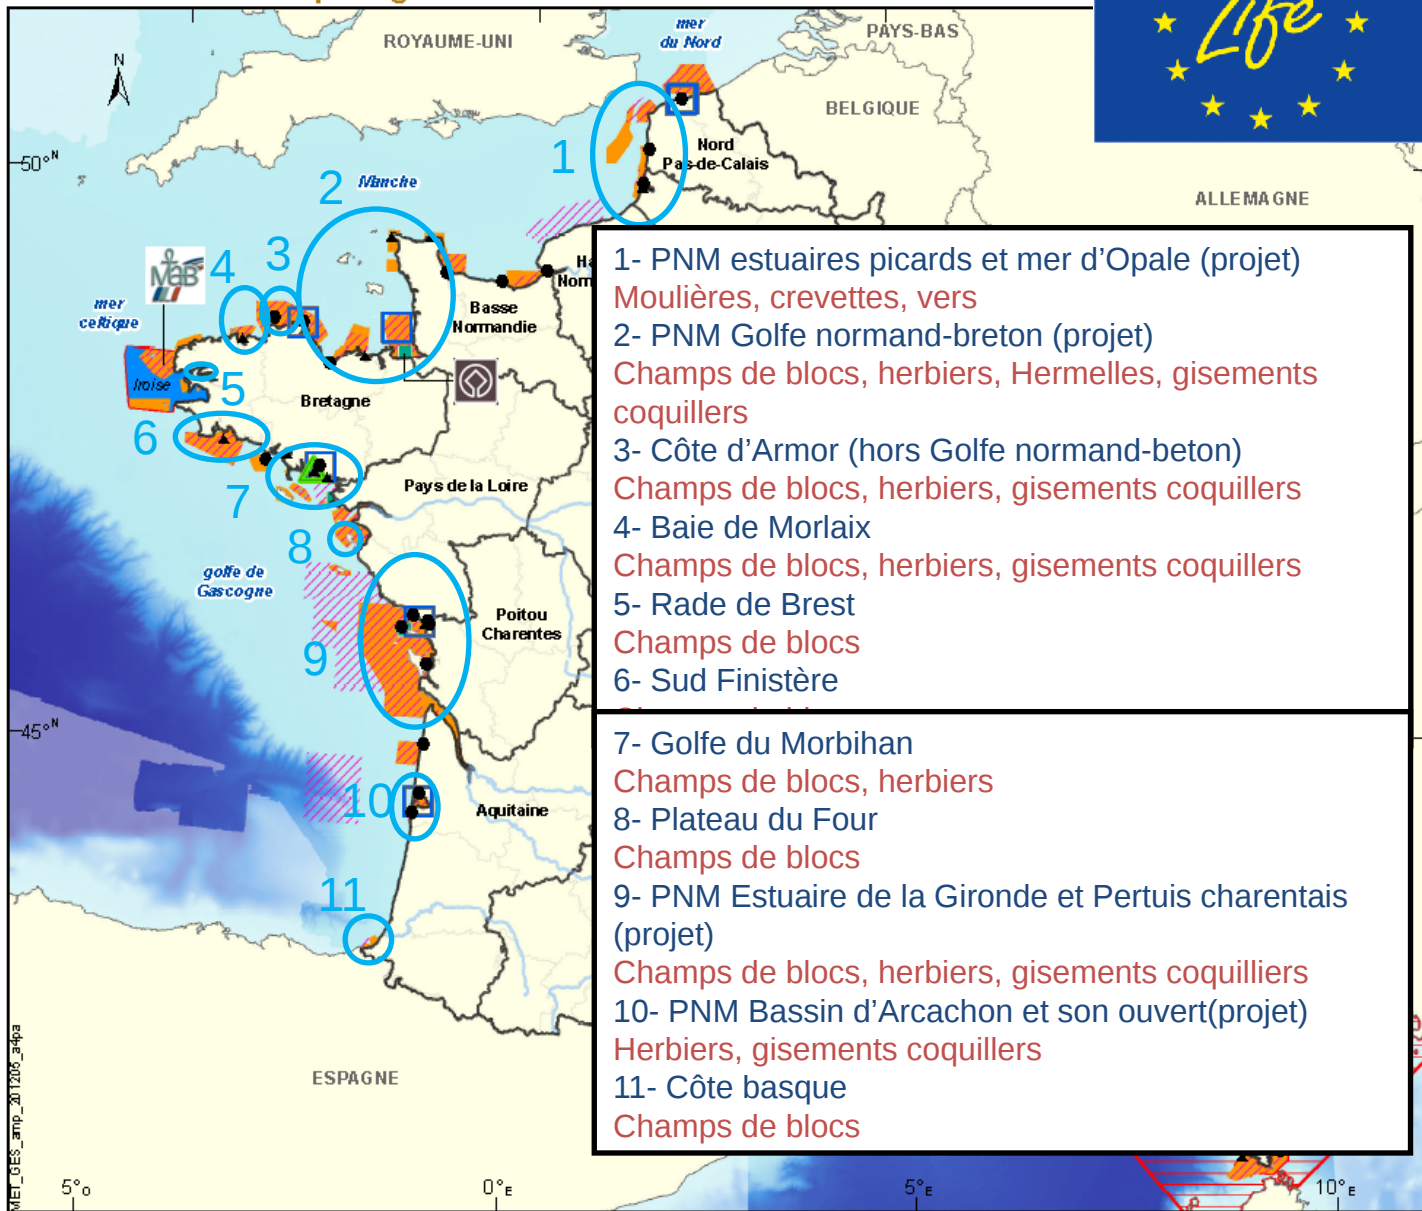 Life
mer
du Nord
ROYAUME-UNI
PAYS-BAS
BELGIQUE
N
50°N
Nord
Pas-de-Calais
1
2
Manche
ALLEMAGNE
MaB
4
3
Basse
Normandie
mer
celtique
Iroise
5
Bretagne
6
7
Pays de la Loire
8
golfe de
Gascogne
Poitou
Charentes
9
45°N
10
Aquitaine
11
ESPAGNE
5°O
0°E
5°E
10°E
1- PNM estuaires picards et mer d’Opale (projet)
Moulières, crevettes, vers
2- PNM Golfe normand-breton (projet)
Champs de blocs, herbiers, Hermelles, gisements
coquillers
3- Côte d’Armor (hors Golfe normand-beton)
Champs de blocs, herbiers, gisements coquillers
4- Baie de Morlaix
Champs de blocs, herbiers, gisements coquillers
5- Rade de Brest
Champs de blocs
6- Sud Finistère
7- Golfe du Morbihan
Champs de blocs, herbiers
8- Plateau du Four
Champs de blocs
9- PNM Estuaire de la Gironde et Pertuis charentais
(projet)
Champs de blocs, herbiers, gisements coquilliers
10- PNM Bassin d’Arcachon et son ouvert(projet)
Herbiers, gisements coquillers
11- Côte basque
Champs de blocs